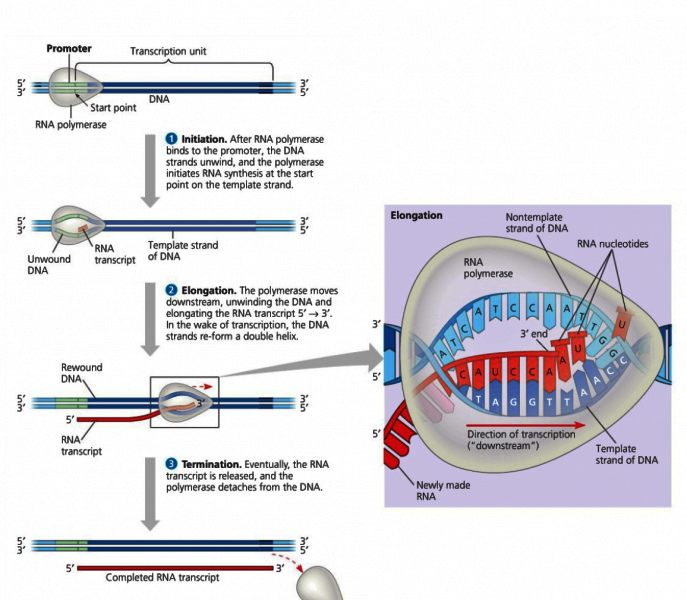 Promoter
Transcription unit
5′ 3′
3′ 5′
DNA
Start point
RNA polymerase
1 Initiation. After RNA polymerase
binds to the promoter, the DNA
strands unwind, and the polymerase
initiates RNA synthesis at the start
point on the template strand.
5′ 3′
3′ 5′
Unwound
DNA
RNA
transcript
Template strand
of DNA
2 Elongation. The polymerase moves
downstream, unwinding the DNA and
elongating the RNA transcript 5′ → 3′.
In the wake of transcription, the DNA
strands re-form a double helix.
Rewound
DNA
5′ 3′
3′ 5′
3′
5′
RNA
transcript
3 Termination. Eventually, the RNA
transcript is released, and the
polymerase detaches from the DNA.
5′ 3′
3′ 5′
5′ 3′
Completed RNA transcript
Elongation
Nontemplate
strand of DNA
RNA nucleotides
RNA
polymerase
A T C A T C C A A T T G G
U
3′ end
3′
5′
C A U C C A A U
T A G G T T A A C C
5′
Direction of transcription
("downstream")
Template
strand of DNA
Newly made
RNA